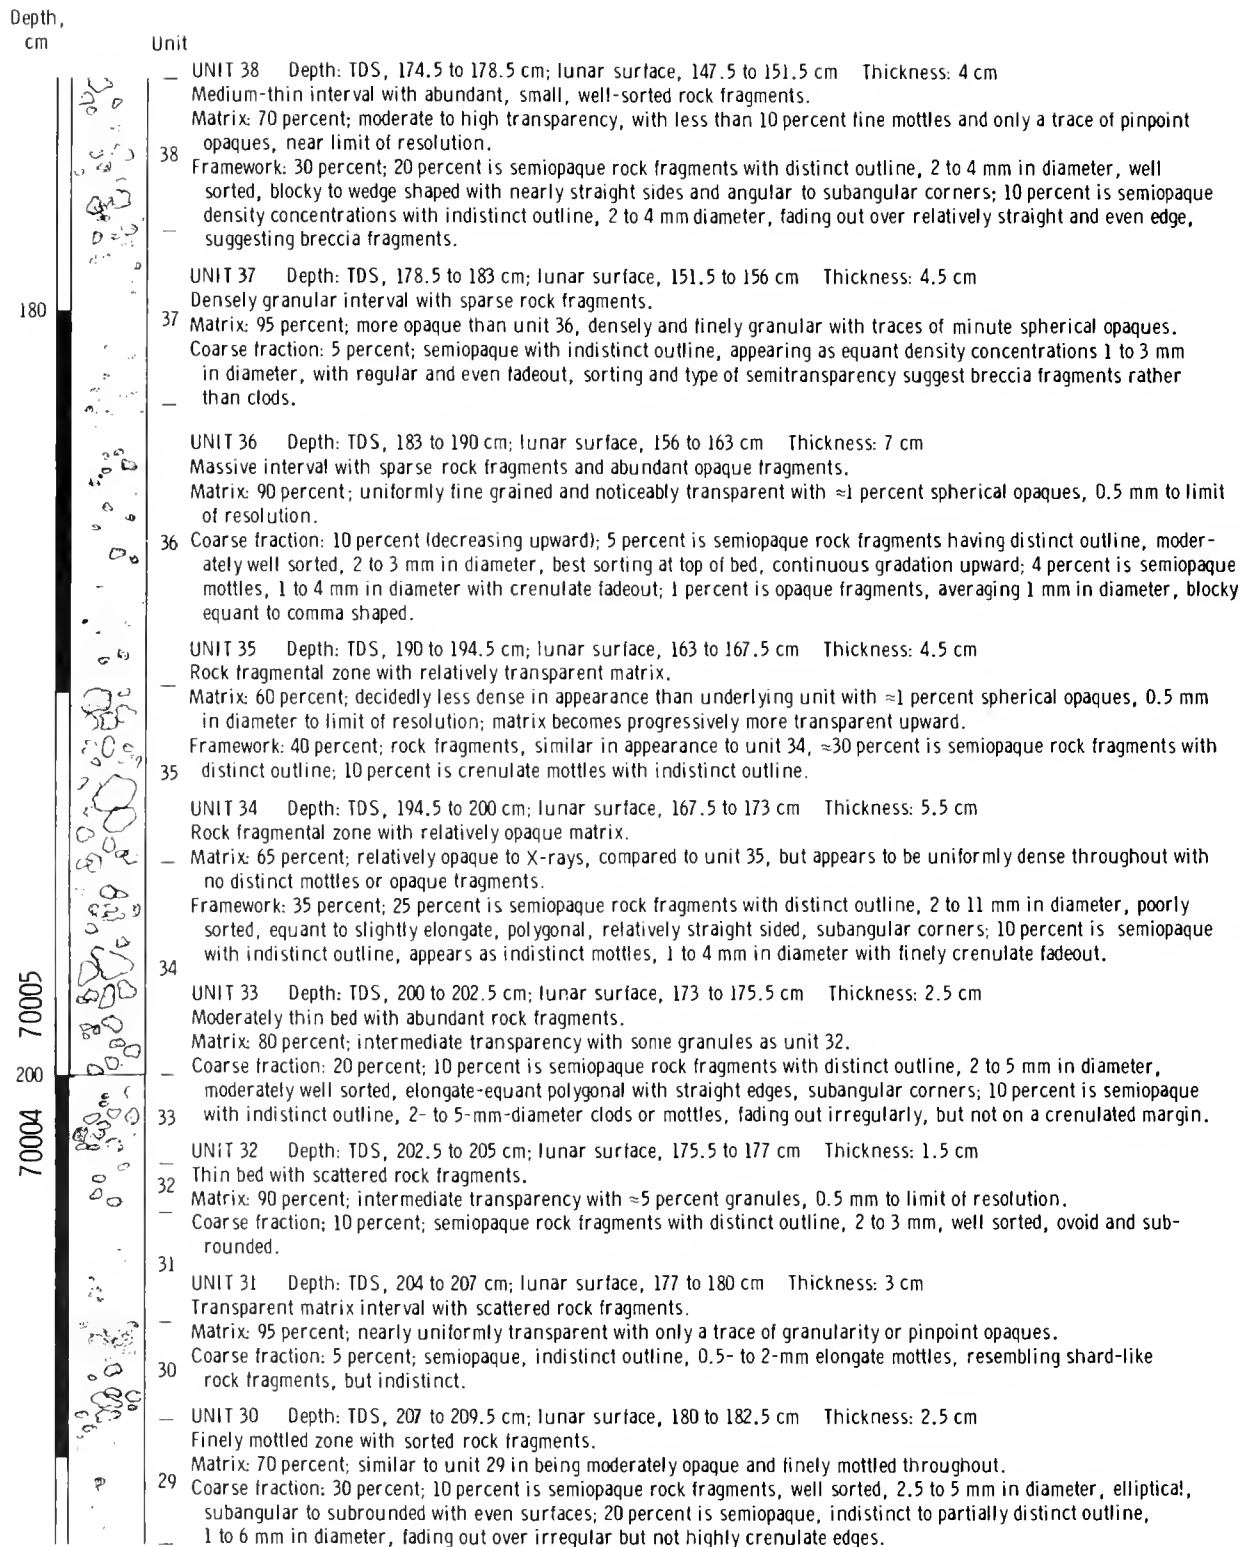 Depth,
cm
Unit
UNIT 38 Depth: TDS, 174.5 to 178.5 cm; lunar surface, 147.5 to 151.5 cm Thickness: 4 cm
Medium-thin interval with abundant, small, well-sorted rock fragments.
Matrix: 70 percent; moderate to high transparency, with less than 10 percent fine mottles and only a trace of pinpoint
opaques, near limit of resolution.
38
Framework: 30 percent; 20 percent is semiopaque rock fragments with distinct outline, 2 to 4 mm in diameter, well
sorted, blocky to wedge shaped with nearly straight sides and angular to subangular corners; 10 percent is semiopaque
density concentrations with indistinct outline, 2 to 4 mm diameter, fading out over relatively straight and even edge,
suggesting breccia fragments.
UNIT 37 Depth: TDS, 178.5 to 183 cm; lunar surface, 151.5 to 156 cm Thickness: 4.5 cm
Densely granular interval with sparse rock fragments.
180
37
Matrix: 95 percent; more opaque than unit 36, densely and finely granular with traces of minute spherical opaques.
Coarse fraction: 5 percent; semiopaque with indistinct outline, appearing as equant density concentrations 1 to 3 mm
in diameter, with regular and even fadeout, sorting and type of semitransparency suggest breccia fragments rather
than clods.
UNIT 36 Depth: TDS, 183 to 190 cm; lunar surface, 156 to 163 cm Thickness: 7 cm
Massive interval with sparse rock fragments and abundant opaque fragments.
Matrix: 90 percent; uniformly fine grained and noticeably transparent with ≈1 percent spherical opaques, 0.5 mm to limit
of resolution.
36
Coarse fraction: 10 percent (decreasing upward); 5 percent is semiopaque rock fragments having distinct outline, moder-
ately well sorted, 2 to 3 mm in diameter, best sorting at top of bed, continuous gradation upward; 4 percent is semiopaque
mottles, 1 to 4 mm in diameter with crenulate fadeout; 1 percent is opaque fragments, averaging 1 mm in diameter, blocky
equant to comma shaped.
UNIT 35 Depth: TDS, 190 to 194.5 cm; lunar surface, 163 to 167.5 cm Thickness: 4.5 cm
Rock fragmental zone with relatively transparent matrix.
Matrix: 60 percent; decidedly less dense in appearance than underlying unit with ≈1 percent spherical opaques, 0.5 mm
in diameter to limit of resolution; matrix becomes progressively more transparent upward.
Framework: 40 percent; rock fragments, similar in appearance to unit 34, ≈30 percent is semiopaque rock fragments with
35
distinct outline; 10 percent is crenulate mottles with indistinct outline.
UNIT 34 Depth: TDS, 194.5 to 200 cm; lunar surface, 167.5 to 173 cm Thickness: 5.5 cm
Rock fragmental zone with relatively opaque matrix.
Matrix: 65 percent; relatively opaque to X-rays, compared to unit 35, but appears to be uniformly dense throughout with
no distinct mottles or opaque fragments.
Framework: 35 percent; 25 percent is semiopaque rock fragments with distinct outline, 2 to 11 mm in diameter, poorly
sorted, equant to slightly elongate, polygonal, relatively straight sided, subangular corners; 10 percent is semiopaque
with indistinct outline, appears as indistinct mottles, 1 to 4 mm in diameter with finely crenulate fadeout.
34
70005
UNIT 33 Depth: TDS, 200 to 202.5 cm; lunar surface, 173 to 175.5 cm Thickness: 2.5 cm
Moderately thin bed with abundant rock fragments.
Matrix: 80 percent; intermediate transparency with some granules as unit 32.
200
Coarse fraction: 20 percent; 10 percent is semiopaque rock fragments with distinct outline, 2 to 5 mm in diameter,
moderately well sorted, elongate-equant polygonal with straight edges, subangular corners; 10 percent is semiopaque
33
with indistinct outline, 2- to 5-mm-diameter clods or mottles, fading out irregularly, but not on a crenulated margin.
70004
UNIT 32 Depth: TDS, 202.5 to 205 cm; lunar surface, 175.5 to 177 cm Thickness: 1.5 cm
Thin bed with scattered rock fragments.
32
Matrix: 90 percent; intermediate transparency with ≈5 percent granules, 0.5 mm to limit of resolution.
Coarse fraction; 10 percent; semiopaque rock fragments with distinct outline, 2 to 3 mm, well sorted, ovoid and sub-
rounded.
31
UNIT 31 Depth: TDS, 204 to 207 cm; lunar surface, 177 to 180 cm Thickness: 3 cm
Transparent matrix interval with scattered rock fragments.
Matrix: 95 percent; nearly uniformly transparent with only a trace of granularity or pinpoint opaques.
Coarse fraction: 5 percent; semiopaque, indistinct outline, 0.5- to 2-mm elongate mottles, resembling shard-like
30
rock fragments, but indistinct.
UNIT 30 Depth: TDS, 207 to 209.5 cm; lunar surface, 180 to 182.5 cm Thickness: 2.5 cm
Finely mottled zone with sorted rock fragments.
Matrix: 70 percent; similar to unit 29 in being moderately opaque and finely mottled throughout.
29
Coarse fraction: 30 percent; 10 percent is semiopaque rock fragments, well sorted, 2.5 to 5 mm in diameter, elliptical,
subangular to subrounded with even surfaces; 20 percent is semiopaque, indistinct to partially distinct outline,
1 to 6 mm in diameter, fading out over irregular but not highly crenulate edges.